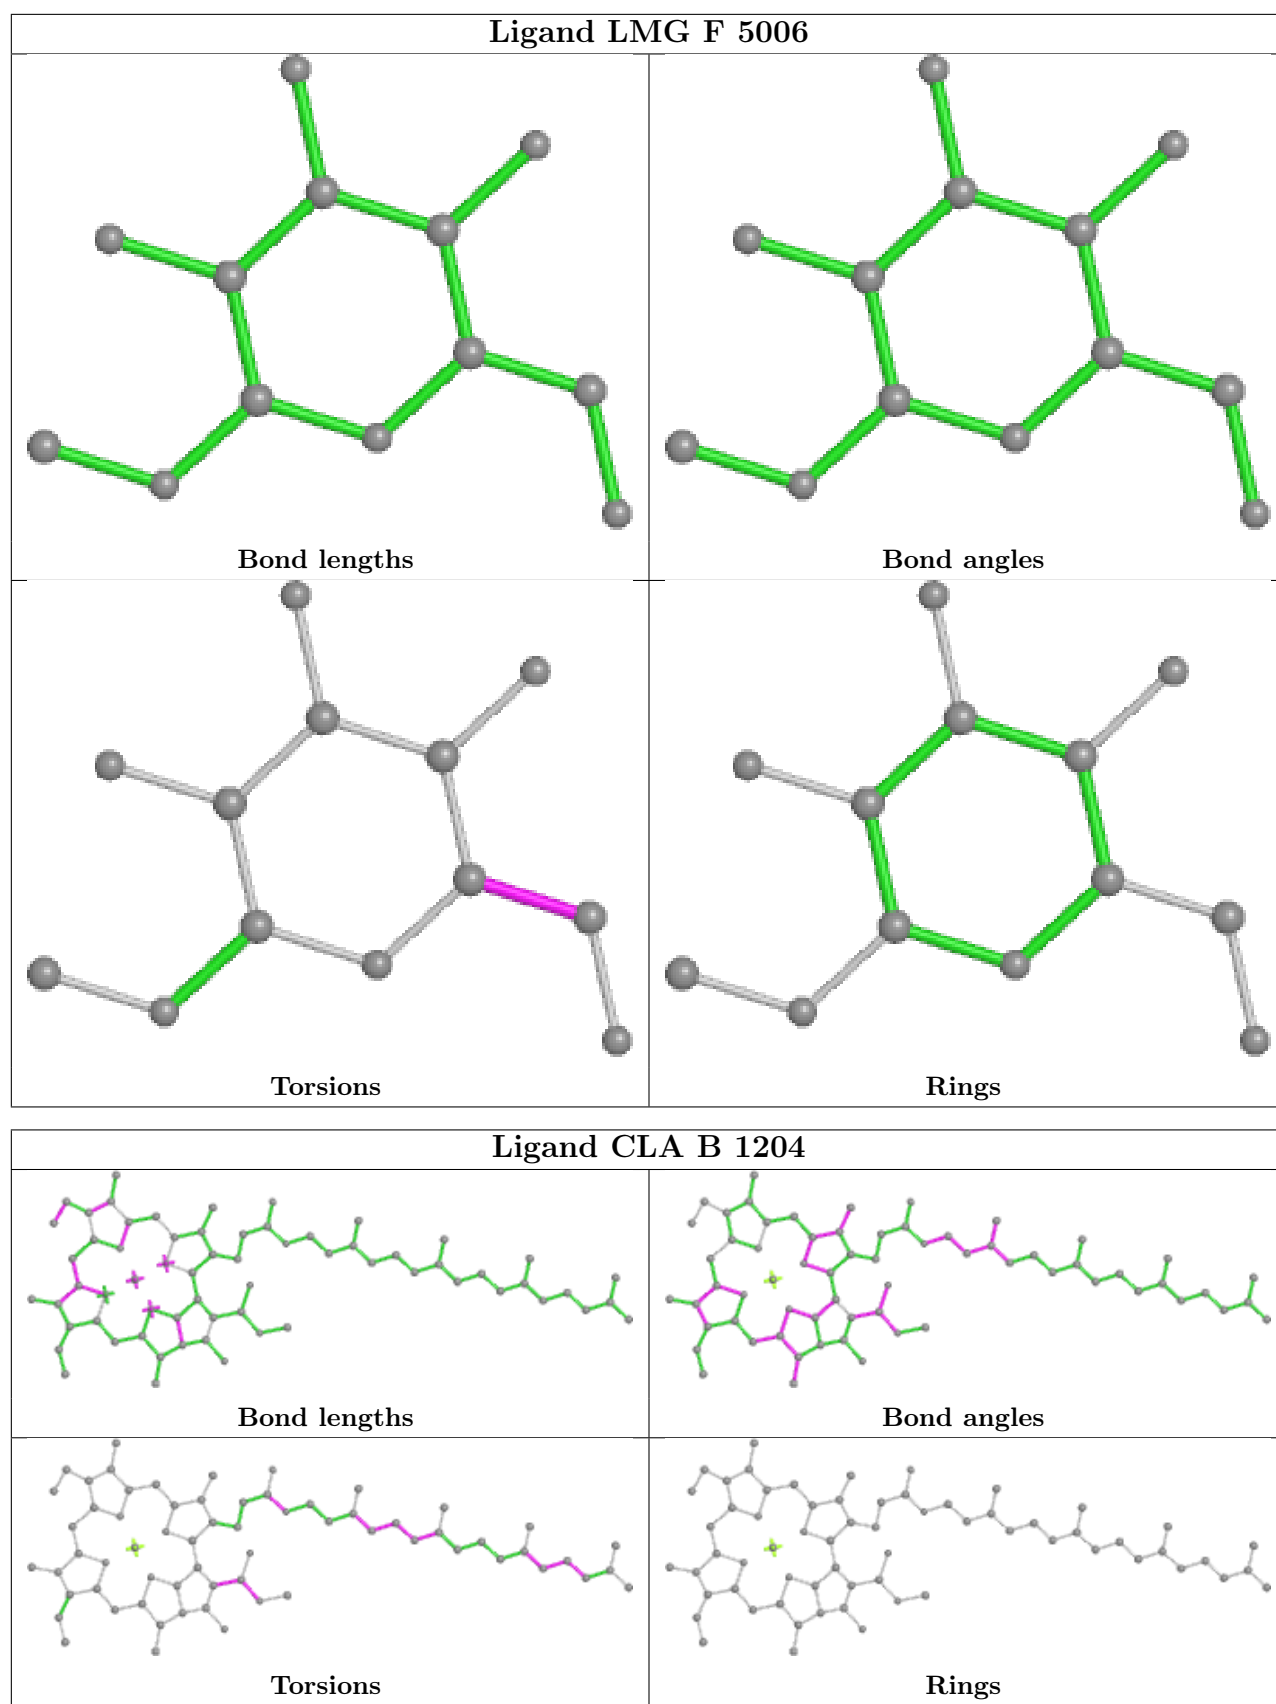 Ligand LMG F 5006
Bond lengths
Bond angles
Torsions
Rings
Ligand CLA B 1204
Bond lengths
Bond angles
Torsions
Rings